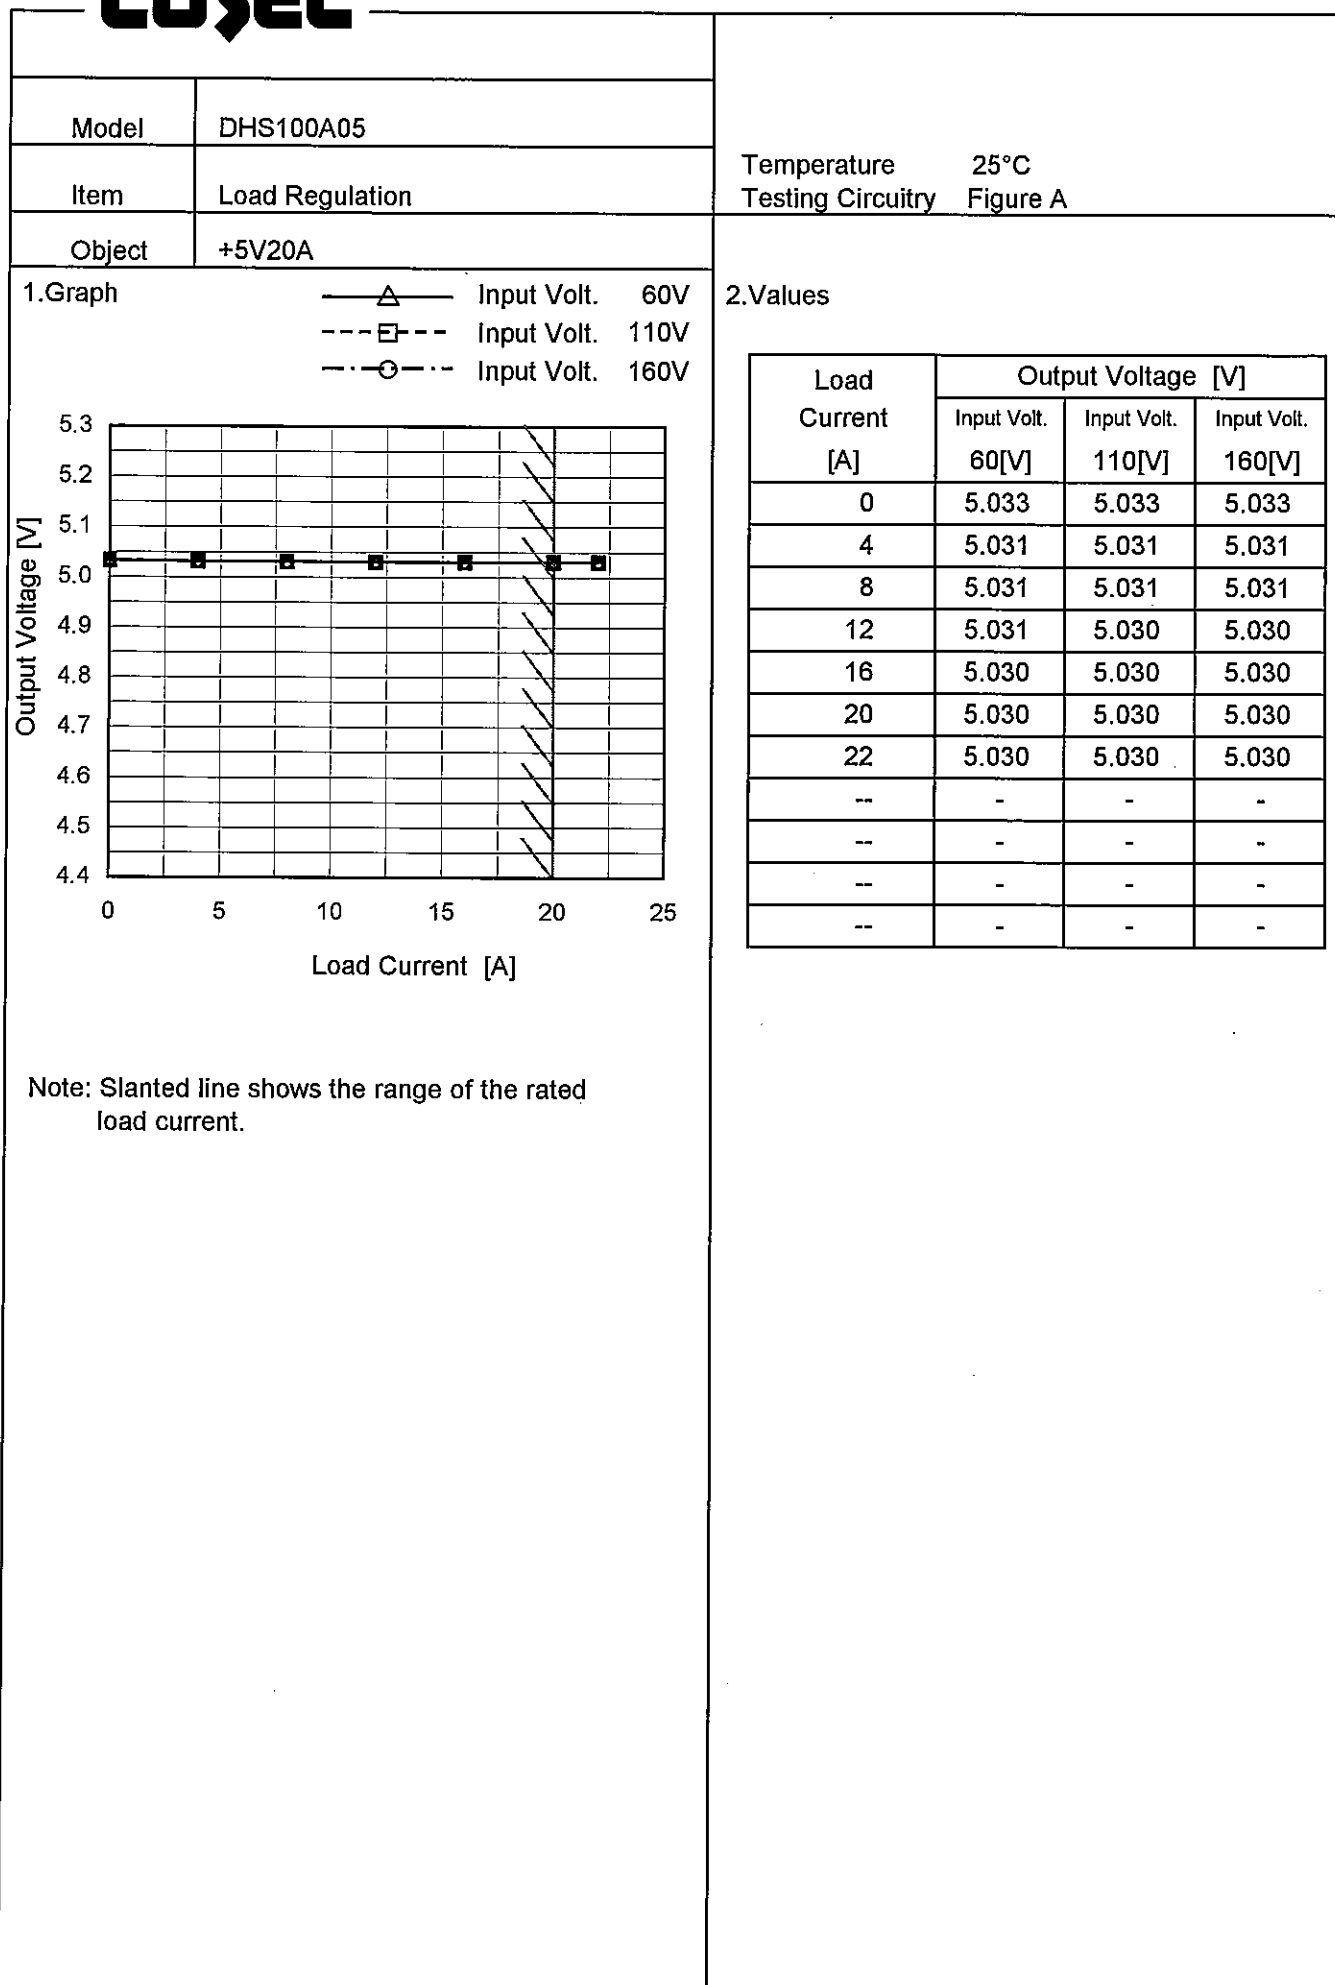 COSEL
Model DHS100A05
Item Load Regulation
Object +5V20A
Temperature 25°C
Testing Circuitry Figure A
1.Graph
Input Volt. 60V
Input Volt. 110V
Input Volt. 160V
5.3
5.2
5.1
5.0
4.9
4.8
4.7
4.6
4.5
4.4
Output Voltage [V]
0 5 10 15 20 25
Load Current [A]
Note: Slanted line shows the range of the rated
load current.
2.Values
Load Output Voltage [V]
Current Input Volt. Input Volt. Input Volt.
[A] 60[V] 110[V] 160[V]
0 5.033 5.033 5.033
4 5.031 5.031 5.031
8 5.031 5.031 5.031
12 5.031 5.030 5.030
16 5.030 5.030 5.030
20 5.030 5.030 5.030
22 5.030 5.030 5.030
-- - - -
-- - - -
-- - - -
-- - - -